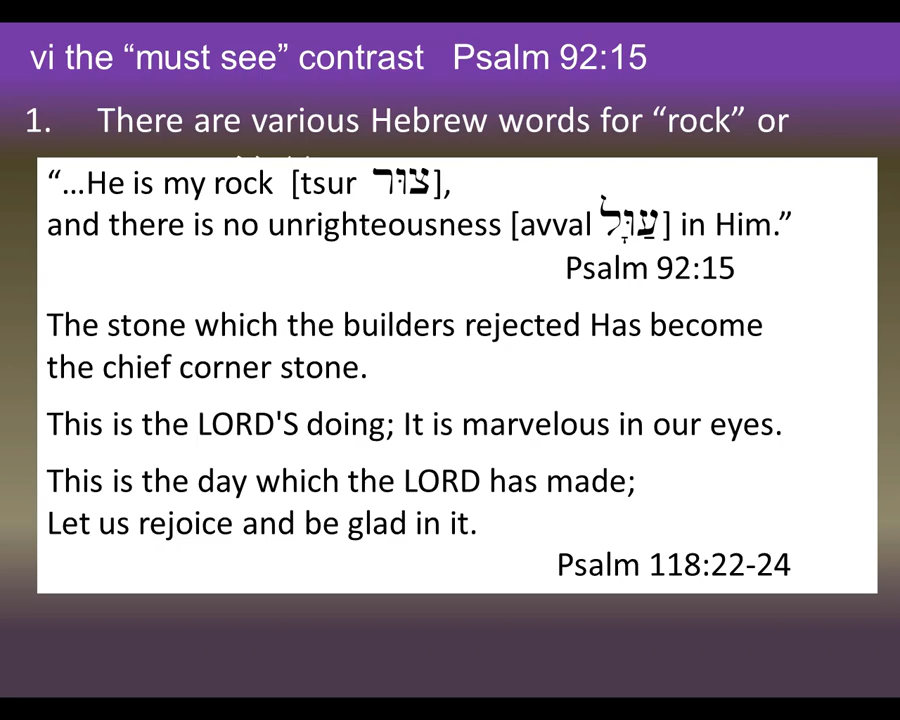 vi the “must see” contrast Psalm 92:15
1. There are various Hebrew words for “rock” or
“…He is my rock [tsur צוּר],
and there is no unrighteousness [avval עַוָּל] in Him.”
Psalm 92:15
The stone which the builders rejected Has become
the chief corner stone.
This is the LORD'S doing; It is marvelous in our eyes.
This is the day which the LORD has made;
Let us rejoice and be glad in it.
Psalm 118:22-24